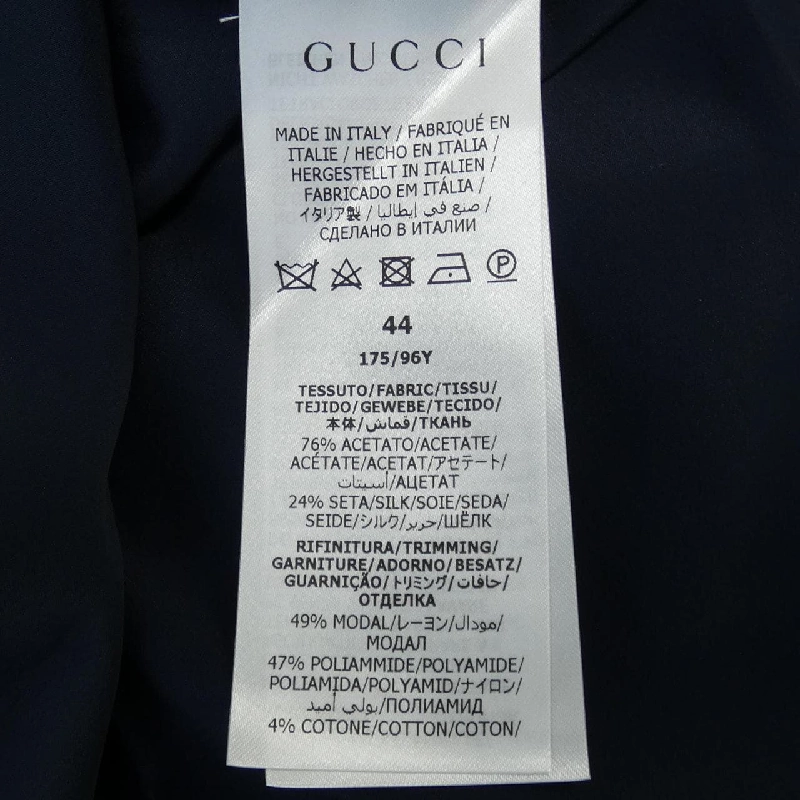 GUCCI
MADE IN ITALY / FABRIQUÉ EN
ITALIE / HECHO EN ITALIA /
HERGESTELLT IN ITALIEN /
FABRICADO EM ITÁLIA /
イタリア製 / صنع في إيطاليا /
СДЕЛАНО В ИТАЛИИ
P
44
175/96Y
TESSUTO/FABRIC/TISSU/
TEJIDO/GEWEBE/TECIDO/
本体/قماش/ТКАНЬ
76% ACETATO/ACETATE/
ACÉTATE/ACETAT/アセテート/
أسيتات/АЦЕТАТ
24% SETA/SILK/SOIE/SEDA/
SEIDE/シルク/حرير/ШЁЛК
RIFINITURA/TRIMMING/
GARNITURE/ADORNO/BESATZ/
GUARNIÇÃO/トリミング/حافات/
ОТДЕЛКА
49% MODAL/レーヨン/مودال/
МОДАЛ
47% POLIAMMIDE/POLYAMIDE/
POLIAMIDA/POLYAMID/ナイロン/
بولي أميد/ПОЛИАМИД
4% COTONE/COTTON/COTON/